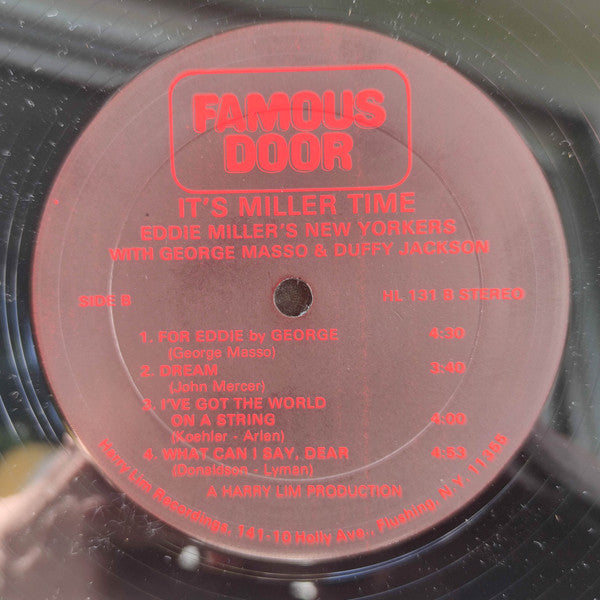 FAMOUS
DOOR
IT'S MILLER TIME
EDDIE MILLER'S NEW YORKERS
WITH GEORGE MASSO & DUFFY JACKSON
SIDE B
HL 131 B STEREO
1. FOR EDDIE by GEORGE 4:30
(George Masso)
2. DREAM 3:40
(John Mercer)
3. I'VE GOT THE WORLD
ON A STRING 4:00
(Koehler - Arlen)
4. WHAT CAN I SAY, DEAR 4:53
(Donaldson - Lyman)
A HARRY LIM PRODUCTION
Harry Lim Recordings, 141-10 Holly Ave., Flushing, N.Y.